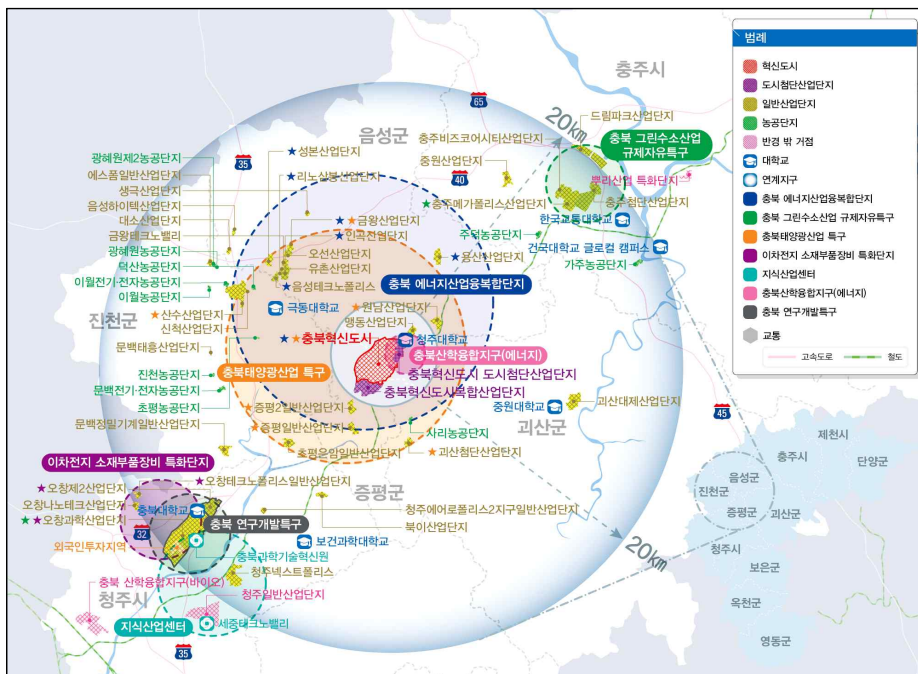 범례
혁신도시
도시첨단산업단지
일반산업단지
농공단지
반경 밖 거점
대학교
연계지구
충북 에너지산업융복합단지
충북 그린수소산업 규제자유특구
충북태양광산업 특구
이차전지 소재부품장비 특화단지
지식산업센터
충북산학융합지구(에너지)
충북 연구개발특구
교통
고속도로
철도
충주시
65
20km
드림파크산업단지
음성군
충주비즈코어시티산업단지
충북 그린수소산업
규제자유특구
35
★성본산업단지
중원산업단지
광혜원제2농공단지
에스폼일반산업단지
★리노삼봉산업단지
40
뿌리산업 특화단지
생극산업단지
★충주메가폴리스산업단지
충주첨단산업단지
음성하이텍산업단지
한국교통대학교
대소산업단지
★★금왕산업단지
주덕농공단지
금왕테크노밸리
★인곡산업단지
건국대학교 글로컬 캠퍼스
광혜원농공단지
오선산업단지
★용산산업단지
가주농공단지
덕산농공단지
유촌산업단지
이월전기·전자농공단지
★음성테크노폴리스
충북 에너지산업융복합단지
이월농공단지
극동대학교
★원남산업단지
진천군
★산수산업단지
맹동산업단지
신척산업단지
★★충북혁신도시
청주대학교
문백태흥산업단지
충북산학융합지구(에너지)
충북태양광산업 특구
진천농공단지
충북혁신도시 도시첨단산업단지
문백전기·전자농공단지
충북혁신도시복합산업단지
초평농공단지
★증평2일반산업단지
중원대학교
괴산대제산업단지
45
문백정밀기계일반산업단지
★증평일반산업단지
사리농공단지
괴산군
초평은암일반산업단지
★괴산첨단산업단지
이차전지 소재부품장비 특화단지
★오창테크노폴리스일반산업단지
★오창제2산업단지
증평군
오창나노테크산업단지
충북대학교
청주에어로폴리스2지구일반산업단지
★★오창과학산업단지
충북 연구개발특구
북이산업단지
32
외국인투자지역
보건과학대학교
충북과학기술혁신원
20km
청주넥스트폴리스
충북 산학융합지구(바이오)
청주시
청주일반산업단지
지식산업센터
세중테크노밸리
35
제천시
충주시
단양군
음성군
진천군
증평군
괴산군
청주시
보은군
옥천군
영동군